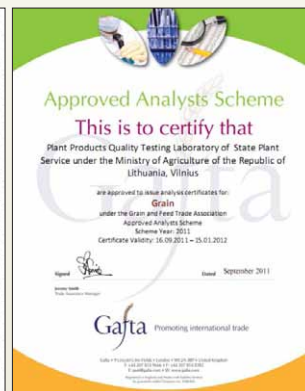 Approved Analysts Scheme
This is to certify that
Plant Products Quality Testing Laboratory of State Plant
Service under the Ministry of Agriculture of the Republic of
Lithuania, Vilnius
are approved to issue analysis certificates for:
Grain
under the Grain and Feed Trade Association
Approved Analysts Scheme
Scheme Year: 2011
Certificate Validity: 16.09.2011 – 15.01.2012
Signed
Dated September 2011
Gafta Promoting international trade